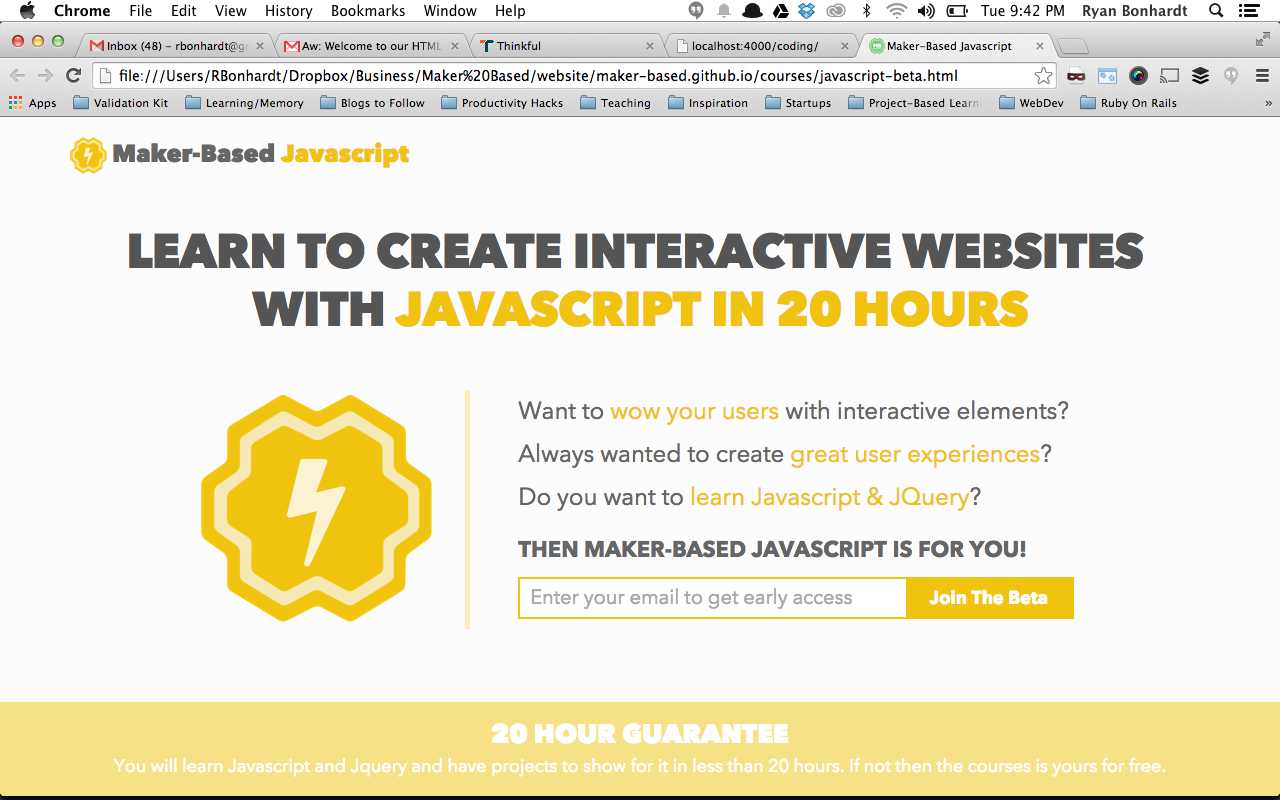 Chrome File Edit View History Bookmarks Window Help Tue 9:42 PM Ryan Bonhardt
Inbox (48) – rbonhardt@gr Aw: Welcome to our HTML Thinkful localhost:4000/coding/ Maker-Based Javascript
file:///Users/RBonhardt/Dropbox/Business/Maker%20Based/website/maker-based.github.io/courses/javascript-beta.html
Apps Validation Kit Learning/Memory Blogs to Follow Productivity Hacks Teaching Inspiration Startups Project-Based Learni WebDev Ruby On Rails »
Maker-Based Javascript
LEARN TO CREATE INTERACTIVE WEBSITES
WITH JAVASCRIPT IN 20 HOURS
Want to wow your users with interactive elements?
Always wanted to create great user experiences?
Do you want to learn Javascript & JQuery?
THEN MAKER-BASED JAVASCRIPT IS FOR YOU!
Enter your email to get early access Join The Beta
20 HOUR GUARANTEE
You will learn Javascript and Jquery and have projects to show for it in less than 20 hours. If not then the courses is yours for free.